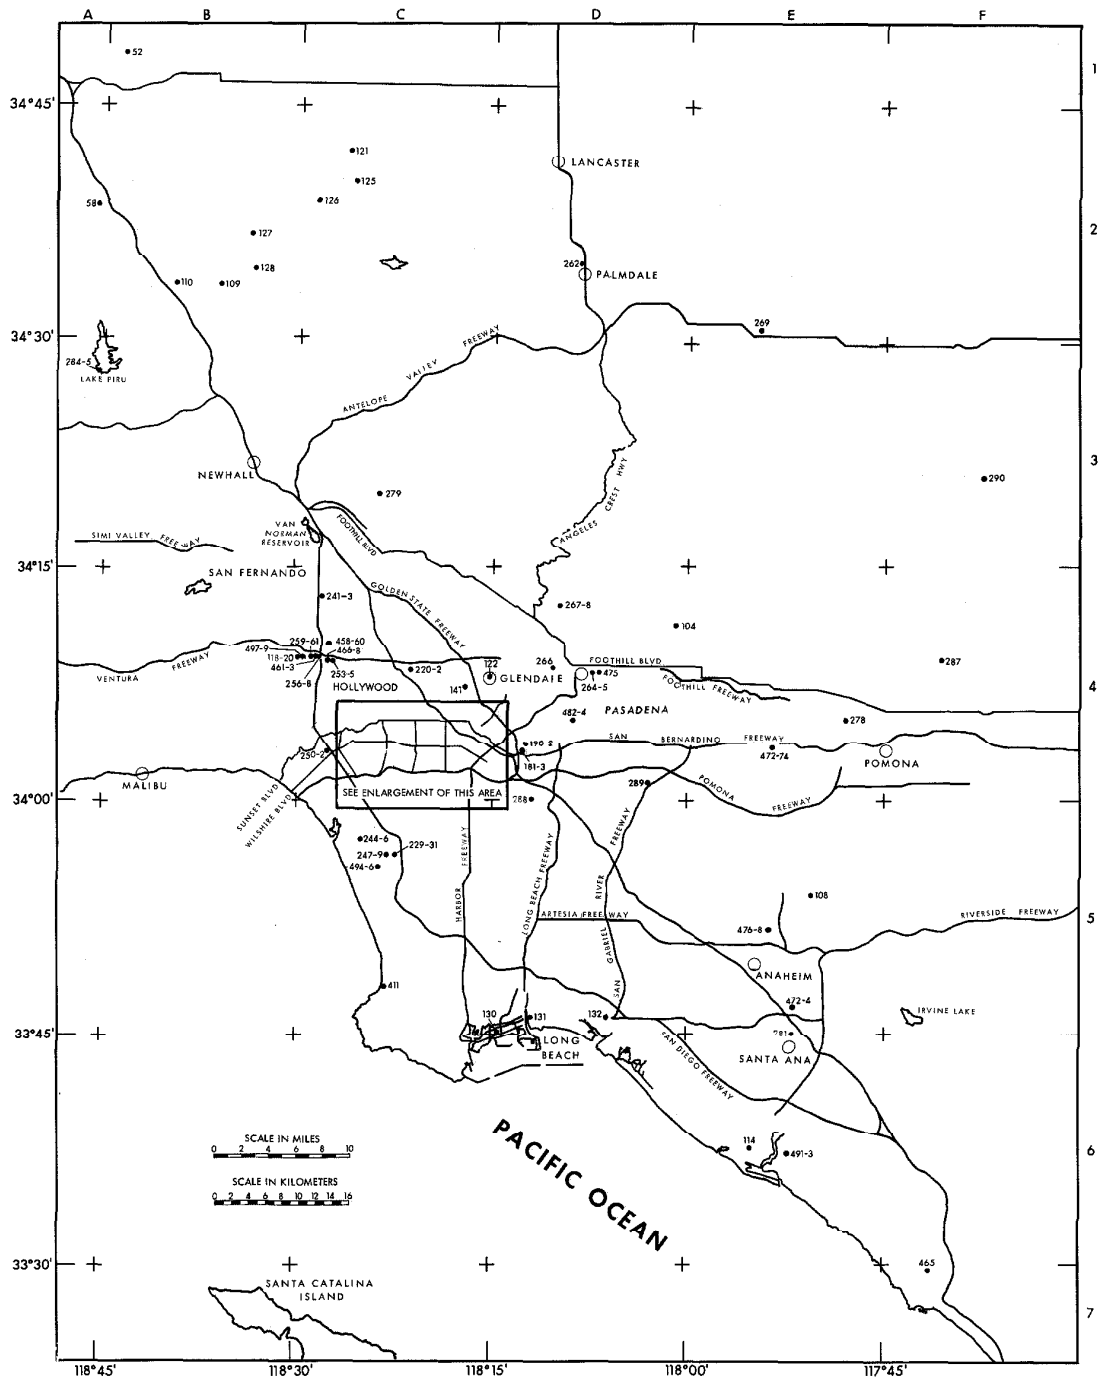 A B C D E F
52
1
34°45'
121
LANCASTER
125
126
58
127
2
128
262
PALMDALE
110
109
269
34°30'
ANTELOPE VALLEY FREEWAY
284-5
LAKE PIRU
ANGELES CREST HWY
3
NEWHALL
290
279
VAN NORMAN RESERVOIR
FOOTHILL BLVD
SIMI VALLEY FREEWAY
34°15'
SAN FERNANDO
GOLDEN STATE FREEWAY
241-3
267-8
104
259-61
458-60
497-9
466-8
118-20
461-3
253-5
256-8
VENTURA FREEWAY
220-2
122
266
FOOTHILL BLVD
475
287
GLENDALE
264-5
FOOTHILL FREEWAY
HOLLYWOOD
141
4
482-4
PASADENA
278
SAN BERNARDINO FREEWAY
190-2
250-2
181-3
472-74
POMONA
MALIBU
289
POMONA FREEWAY
SEE ENLARGEMENT OF THIS AREA
288
34°00'
SUNSET BLVD
WILSHIRE BLVD
244-6
247-9
229-31
494-6
HARBOR FREEWAY
LONG BEACH FREEWAY
SAN GABRIEL RIVER FREEWAY
108
ARTESIA FREEWAY
RIVERSIDE FREEWAY
5
476-8
ANAHEIM
411
472-4
IRVINE LAKE
130
131
132
33°45'
281
LONG BEACH
SAN DIEGO FREEWAY
SANTA ANA
PACIFIC OCEAN
SCALE IN MILES
0 2 4 6 8 10
114
491-3
6
SCALE IN KILOMETERS
0 2 4 6 8 10 12 14 16
33°30'
465
SANTA CATALINA ISLAND
7
118°45' 118°30' 118°15' 118°00' 117°45'